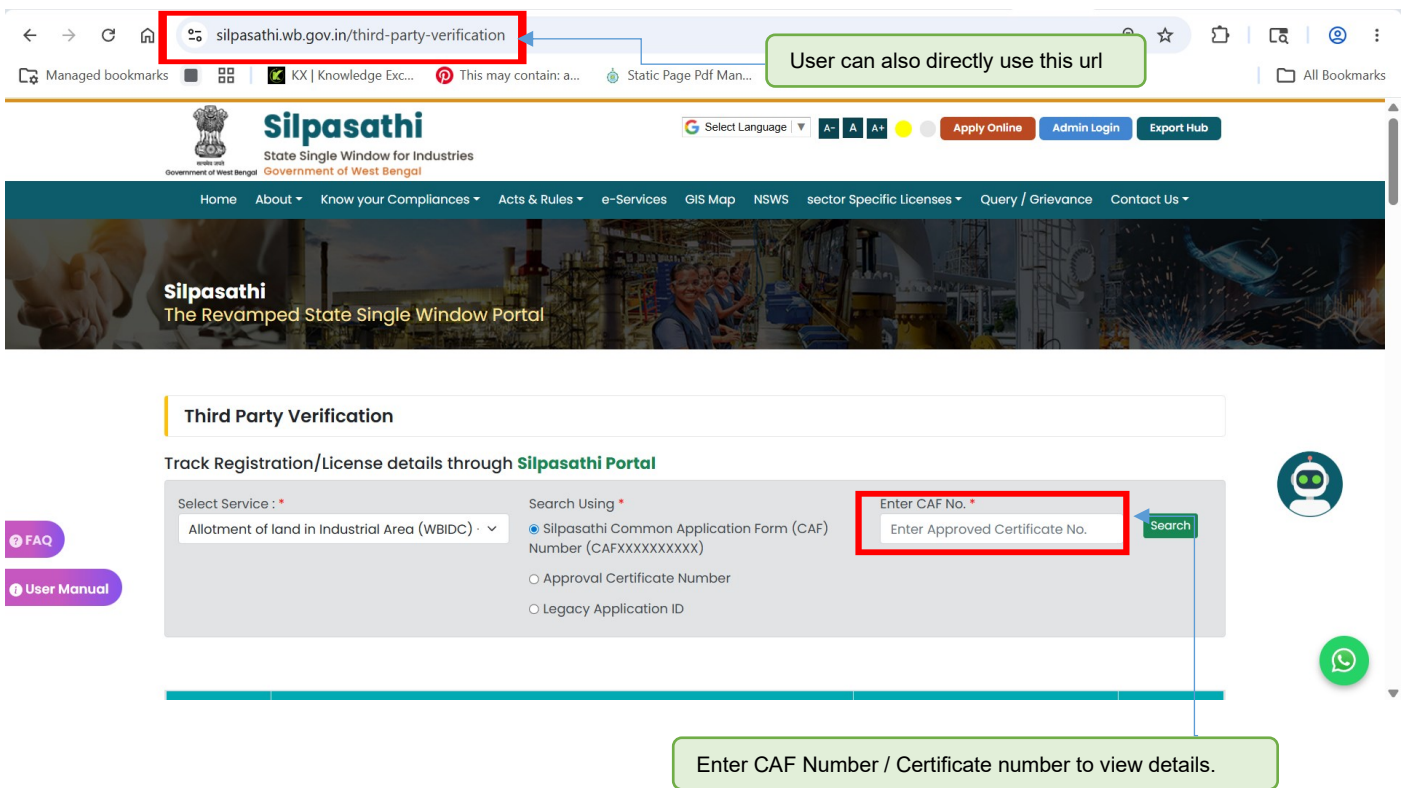 silpasathi.wb.gov.in/third-party-verification
User can also directly use this url
Managed bookmarks
KX | Knowledge Exc...
This may contain: a...
Static Page Pdf Man...
All Bookmarks
Silpasathi
State Single Window for Industries
Government of West Bengal
Government of West Bengal
G Select Language ▼
A-
A
A+
Apply Online
Admin Login
Export Hub
Home
About
Know your Compliances
Acts & Rules
e-Services
GIS Map
NSWS
sector Specific Licenses
Query / Grievance
Contact Us
Silpasathi
The Revamped State Single Window Portal
Third Party Verification
Track Registration/License details through Silpasathi Portal
Select Service : *
Allotment of land in Industrial Area (WBIDC) -
Search Using *
Silpasathi Common Application Form (CAF)
Number (CAFXXXXXXXXXX)
Approval Certificate Number
Legacy Application ID
Enter CAF No. *
Enter Approved Certificate No.
Search
FAQ
User Manual
Enter CAF Number / Certificate number to view details.